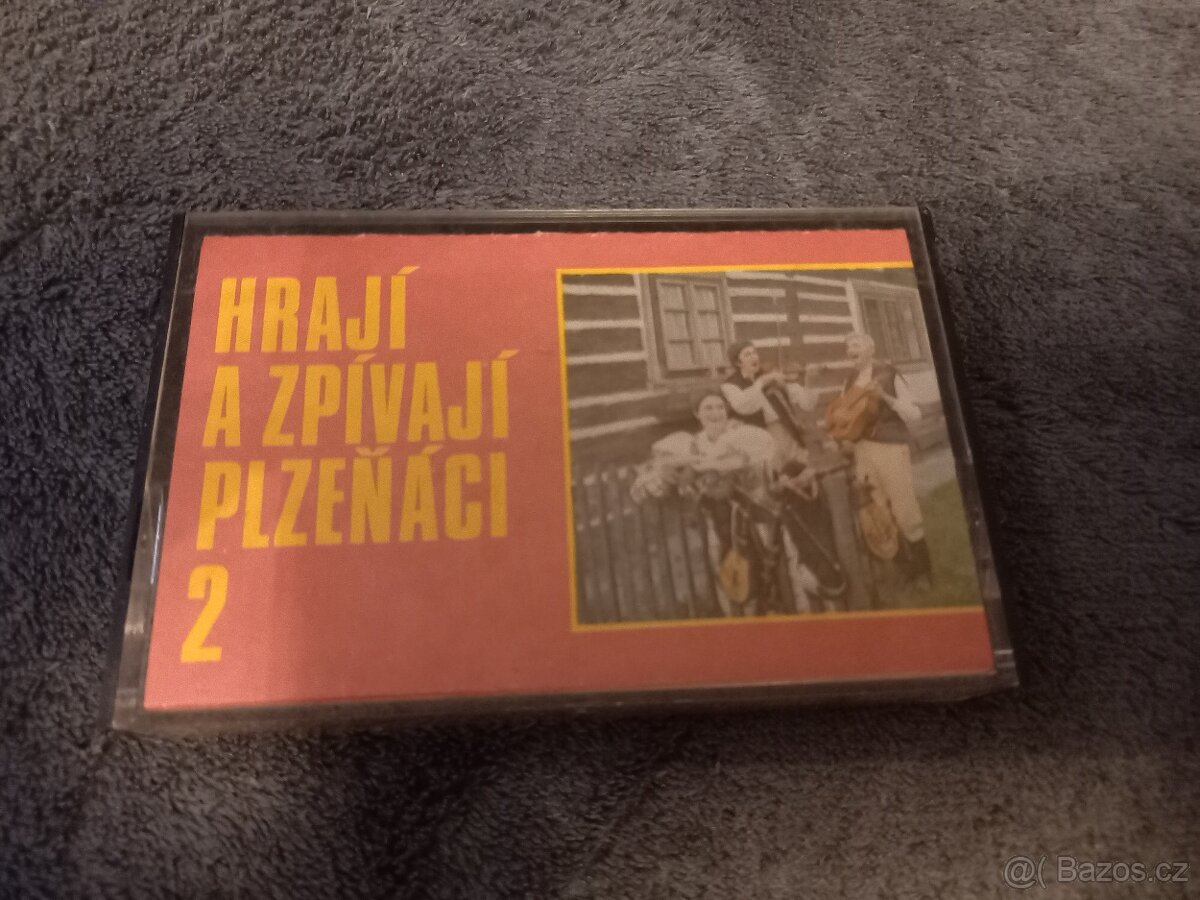 HRAJÍ
A ZPÍVAJÍ
PLZEŇÁCI
2
@( Bazos.cz